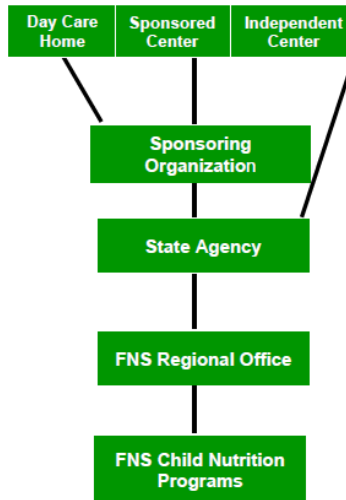 Day Care
Home
Sponsored
Center
Independent
Center
Sponsoring
Organization
State Agency
FNS Regional Office
FNS Child Nutrition
Programs